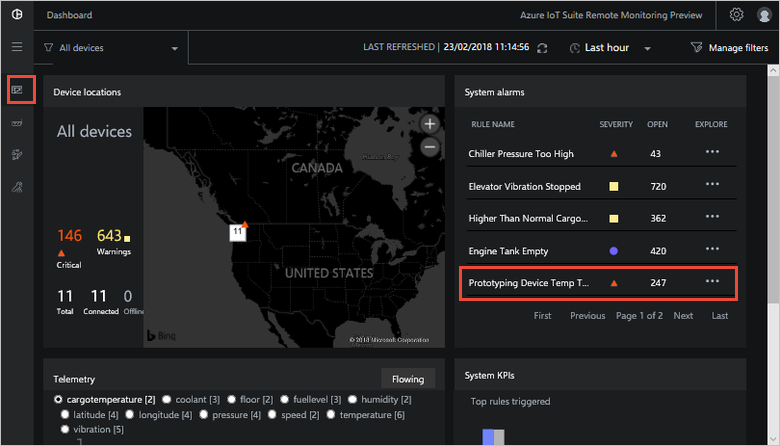 Dashboard
Azure IoT Suite Remote Monitoring Preview
All devices
LAST REFRESHED | 23/02/2018 11:14:56
Last hour
Manage filters
Device locations
All devices
146
643
Critical
Warnings
11
11
0
Total
Connected
Offline
Hudson Bay
CANADA
11
UNITED STATES
Bing
© 2018 Microsoft Corporation
System alarms
RULE NAME SEVERITY OPEN EXPLORE
Chiller Pressure Too High 43 •••
Elevator Vibration Stopped 720 •••
Higher Than Normal Cargo... 362 •••
Engine Tank Empty 420 •••
Prototyping Device Temp T... 247 •••
First Previous Page 1 of 2 Next Last
Telemetry
Flowing
cargotemperature [2] coolant [3] floor [2] fuellevel [3] humidity [2]
latitude [4] longitude [4] pressure [4] speed [2] temperature [6]
vibration [5]
System KPIs
Top rules triggered